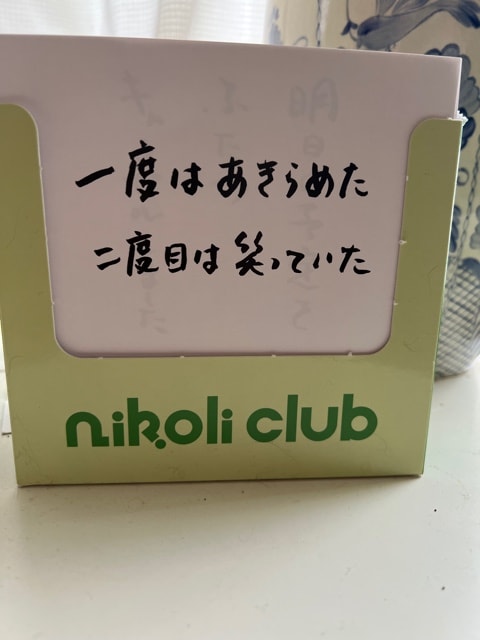 一度はあきらめた
二度目は笑っていた
nikoli club